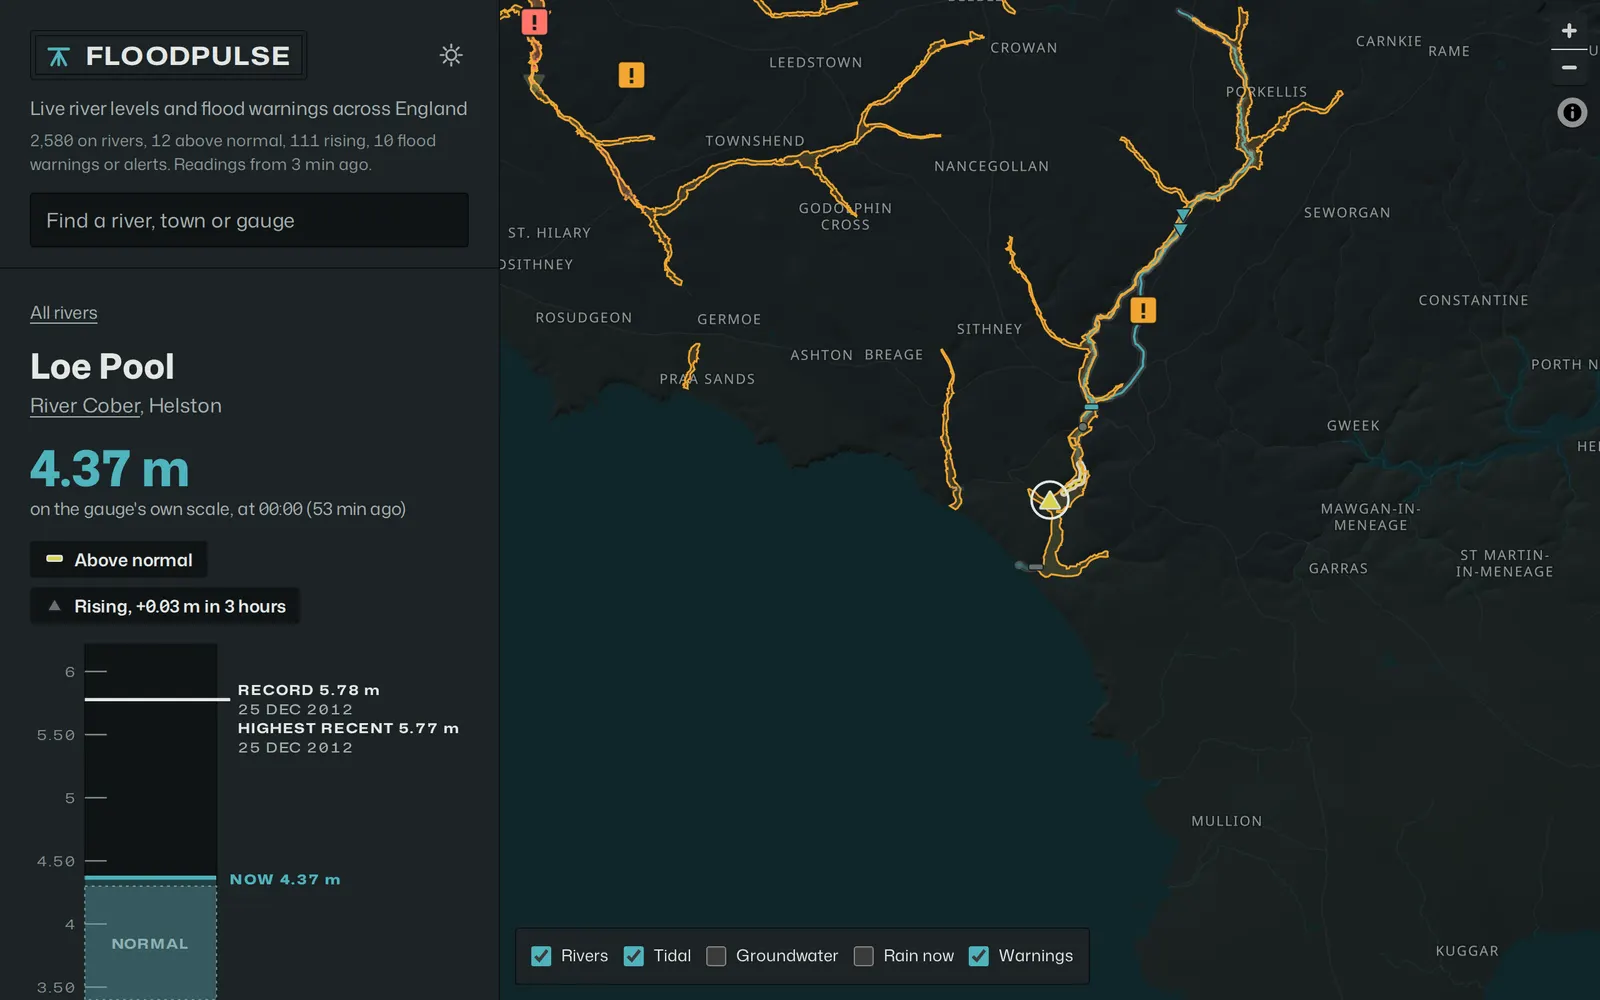 FLOODPULSE
Live river levels and flood warnings across England
2,580 on rivers, 12 above normal, 111 rising, 10 flood
warnings or alerts. Readings from 3 min ago.
Find a river, town or gauge
All rivers
Loe Pool
River Cober, Helston
4.37 m
on the gauge's own scale, at 00:00 (53 min ago)
Above normal
Rising, +0.03 m in 3 hours
6
RECORD 5.78 m
25 DEC 2012
HIGHEST RECENT 5.77 m
5.50
25 DEC 2012
5
4.50
NOW 4.37 m
4
NORMAL
3.50
CROWAN
CARNKIE
RAME
LEEDSTOWN
PORKELLIS
TOWNSHEND
NANCEGOLLAN
GODOLPHIN
CROSS
SEWORGAN
ST. HILARY
OSITHNEY
CONSTANTINE
ROSUDGEON
GERMOE
SITHNEY
ASHTON
BREAGE
PORTH N
PRAA SANDS
GWEEK
HE
MAWGAN-IN-
MENEAGE
ST MARTIN-
IN-MENEAGE
GARRAS
MULLION
KUGGAR
Rivers
Tidal
Groundwater
Rain now
Warnings